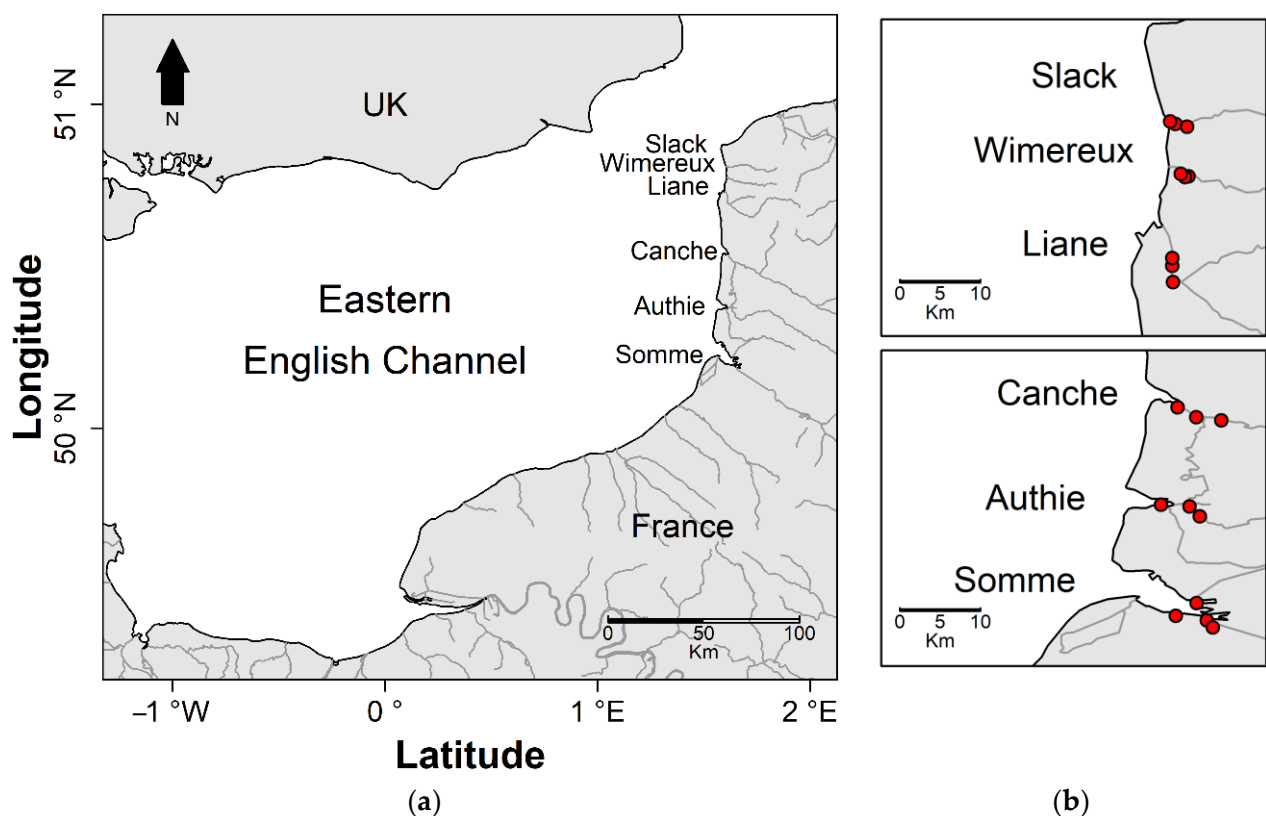 N
UK
51 °N
50 °N
Longitude
Slack
Wimereux
Liane
Canche
Authie
Somme
Eastern
English Channel
France
0 50 100
Km
–1 °W 0 ° 1 °E 2 °E
Latitude
(a)
Slack
Wimereux
Liane
0 5 10
Km
Canche
Authie
Somme
0 5 10
Km
(b)